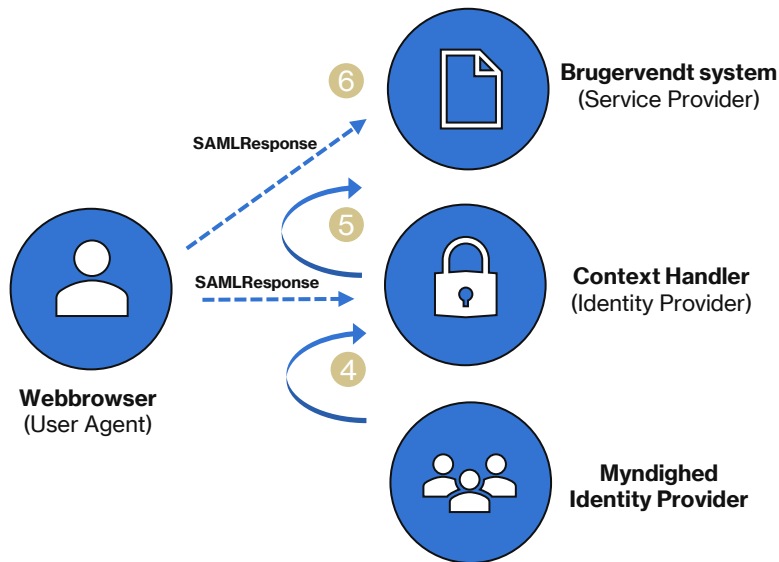 6
Brugervendt system
(Service Provider)
SAMLResponse
5
SAMLResponse
Context Handler
(Identity Provider)
4
Webbrowser
(User Agent)
Myndighed
Identity Provider